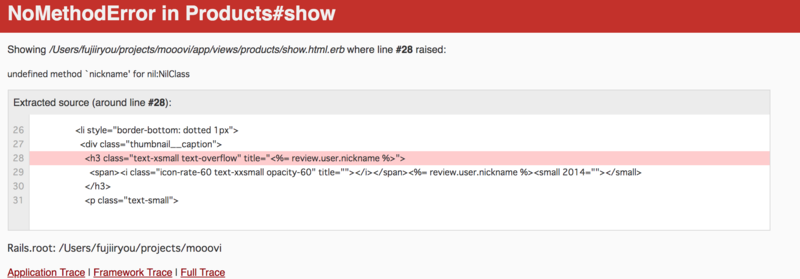 NoMethodError in Products#show
Showing /Users/fujiiryou/projects/mooovi/app/views/products/show.html.erb where line #28 raised:
undefined method `nickname' for nil:NilClass
Extracted source (around line #28):
26 <li style="border-bottom: dotted 1px">
27 <div class="thumbnail__caption">
28 <h3 class="text-xsmall text-overflow" title="<%= review.user.nickname %>">
29 <span><i class="icon-rate-60 text-xxsmall opacity-60" title=""></i></span><%= review.user.nickname %><small 2014=""></small>
30 </h3>
31 <p class="text-small">
Rails.root: /Users/fujiiryou/projects/mooovi
Application Trace | Framework Trace | Full Trace